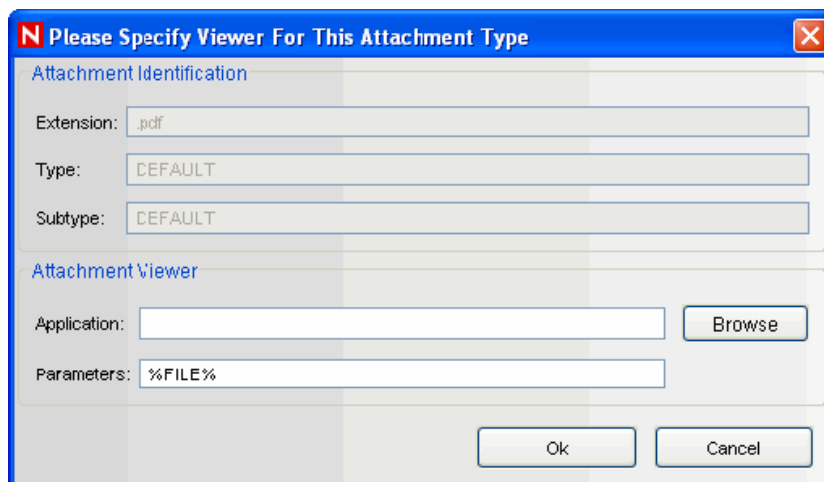 N Please Specify Viewer For This Attachment Type
Attachment Identification
Extension: .pdf
Type: DEFAULT
Subtype: DEFAULT
Attachment Viewer
Application: Browse
Parameters: %FILE%
Ok Cancel